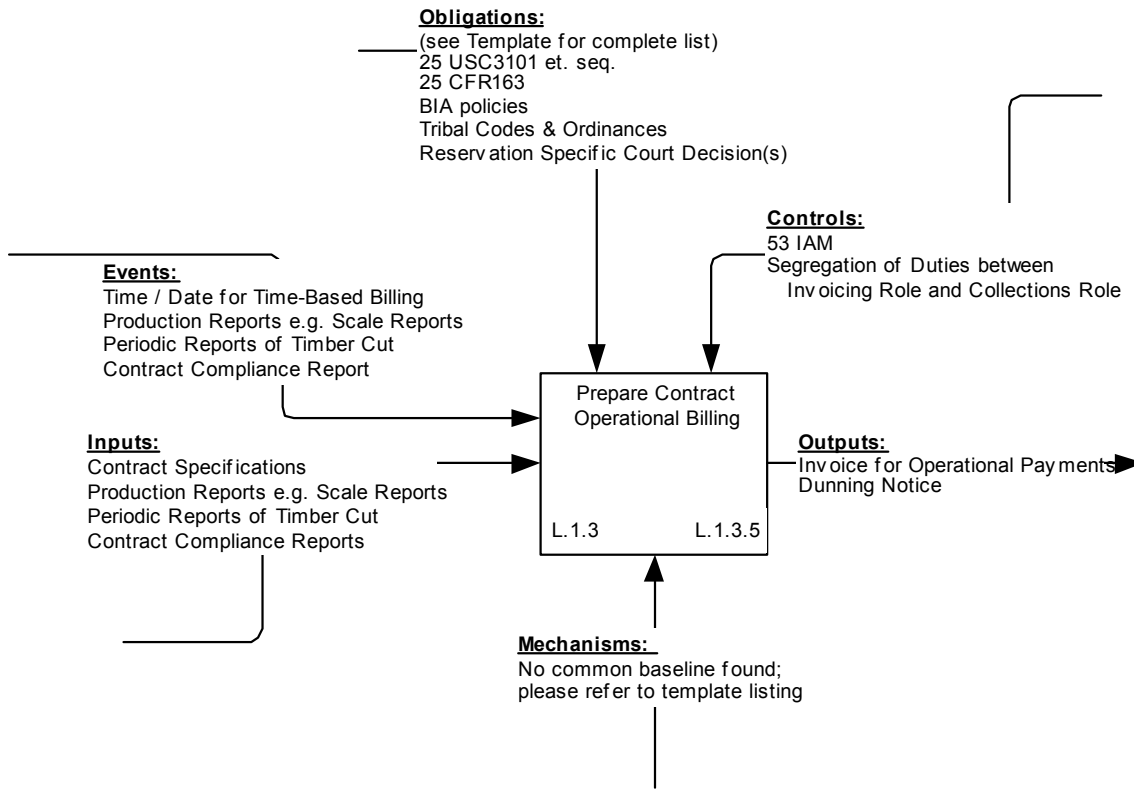 Obligations:
(see Template for complete list)
25 USC3101 et. seq.
25 CFR163
BIA policies
Tribal Codes & Ordinances
Reservation Specific Court Decision(s)
Controls:
53 IAM
Segregation of Duties between
Invoicing Role and Collections Role
Events:
Time / Date for Time-Based Billing
Production Reports e.g. Scale Reports
Periodic Reports of Timber Cut
Contract Compliance Report
Prepare Contract
Operational Billing
L.1.3 L.1.3.5
Inputs:
Contract Specifications
Production Reports e.g. Scale Reports
Periodic Reports of Timber Cut
Contract Compliance Reports
Outputs:
Invoice for Operational Payments
Dunning Notice
Mechanisms:
No common baseline found;
please refer to template listing